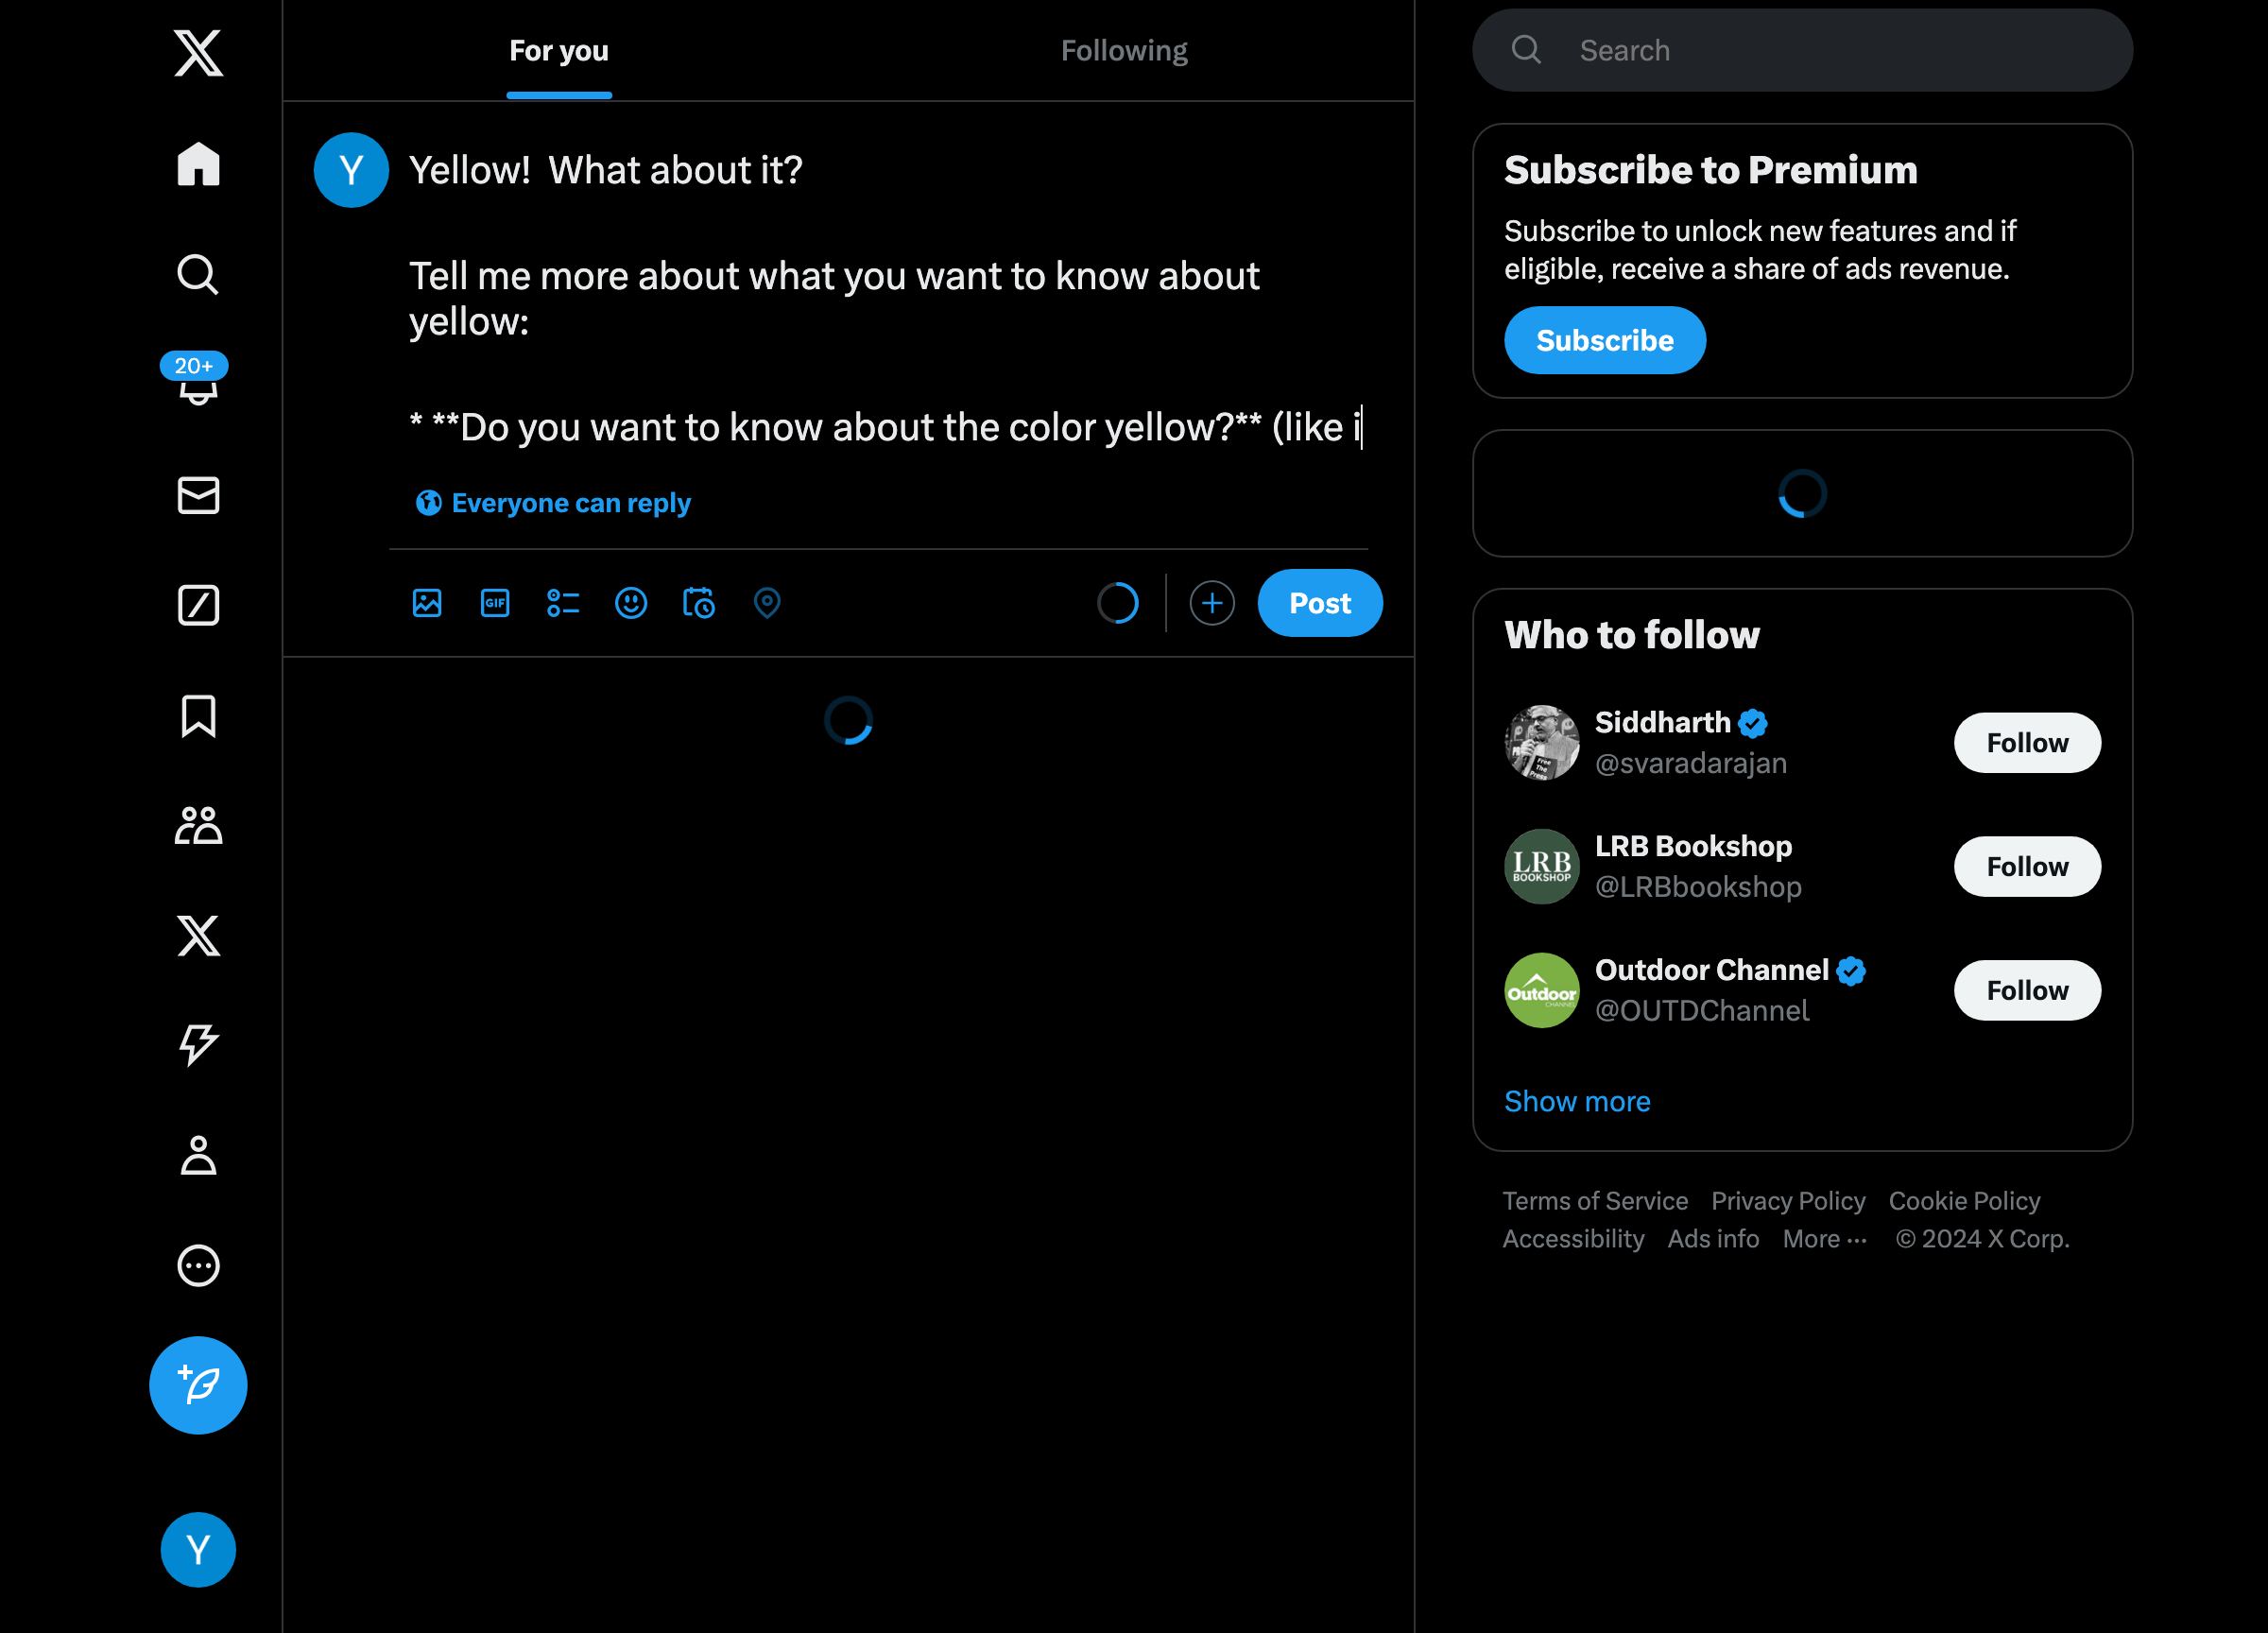 For you
Following
Y
Yellow!  What about it?
Tell me more about what you want to know about
yellow:
* **Do you want to know about the color yellow?** (like i
Everyone can reply
GIF
Post
20+
Y
Search
Subscribe to Premium
Subscribe to unlock new features and if
eligible, receive a share of ads revenue.
Subscribe
Who to follow
Siddharth
@svaradarajan
Free
The
Press
Follow
LRB
BOOKSHOP
LRB Bookshop
@LRBbookshop
Follow
Outdoor
CHANNEL
Outdoor Channel
@OUTDChannel
Follow
Show more
Terms of Service Privacy Policy Cookie Policy
Accessibility Ads info More ··· © 2024 X Corp.